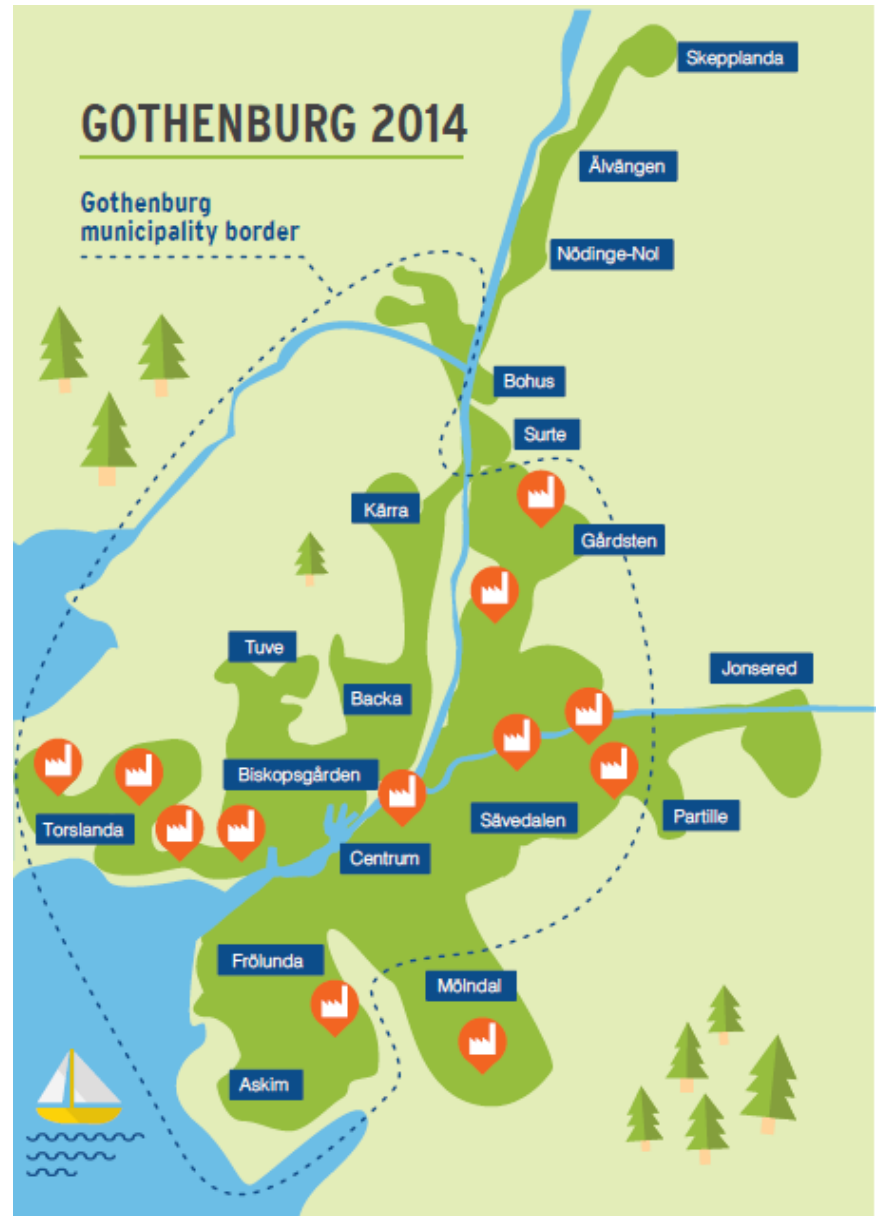 Skepplanda
GOTHENBURG 2014
Älvängen
Gothenburg
municipality border
Nödinge-Nol
Bohus
Surte
Kärra
Gårdsten
Tuve
Jonsered
Backa
Biskopsgården
Torslanda
Sävedalen
Partille
Centrum
Frölunda
Mölndal
Askim